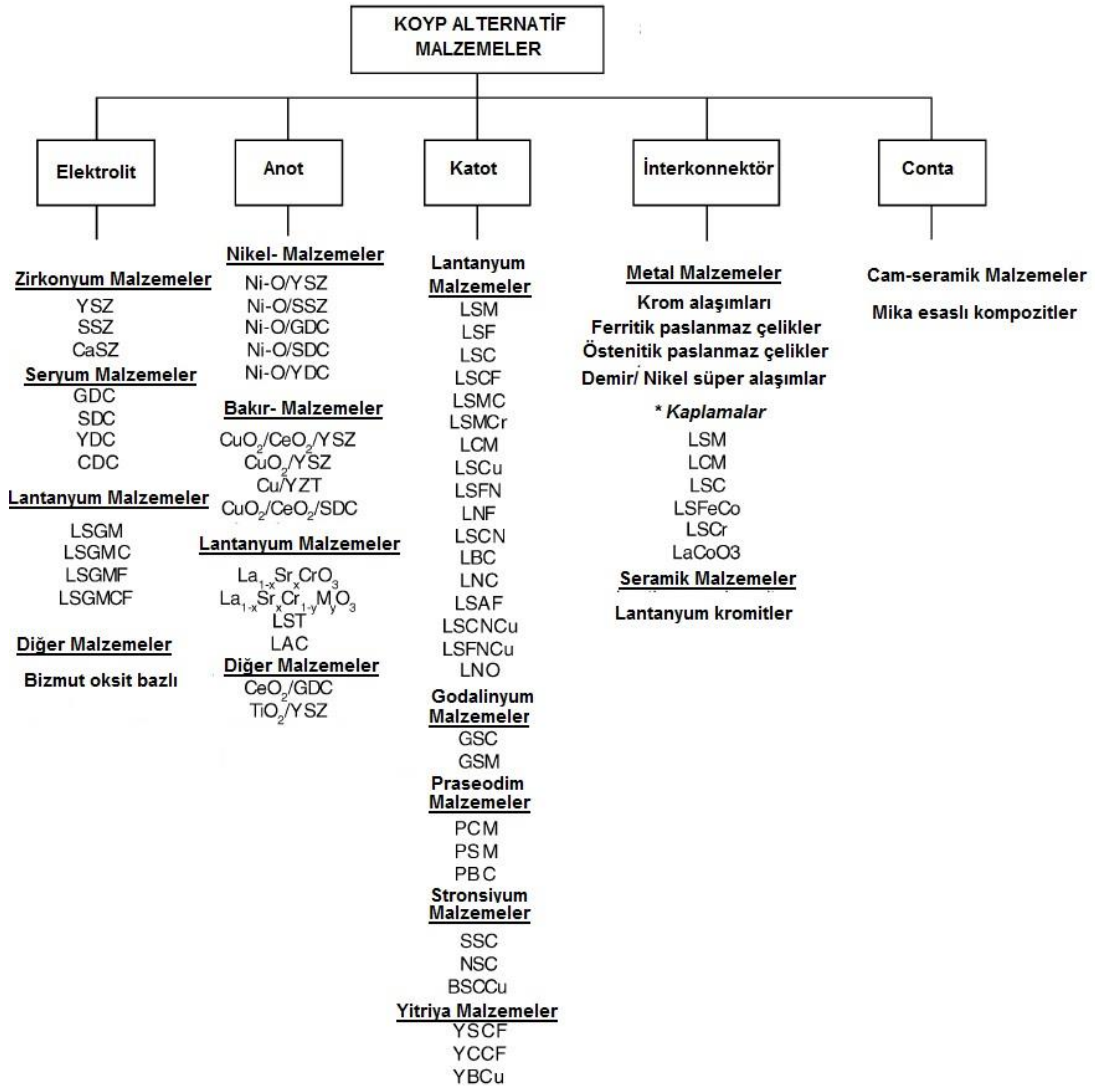 KOYP ALTERNATİF
MALZEMELER
Elektrolit
Anot
Katot
İnterkonnektör
Conta
Zirkonyum Malzemeler
YSZ
SSZ
CaSZ
Seryum Malzemeler
GDC
SDC
YDC
CDC
Lantanyum Malzemeler
LSGM
LSGMC
LSGMF
LSGMCF
Diğer Malzemeler
Bizmut oksit bazlı
Nikel- Malzemeler
Ni-O/YSZ
Ni-O/SSZ
Ni-O/GDC
Ni-O/SDC
Ni-O/YDC
Bakır- Malzemeler
CuO2/CeO2/YSZ
CuO2/YSZ
Cu/YZT
CuO2/CeO2/SDC
Lantanyum Malzemeler
La1-xSrxCrO3
La1-xSrxCr1-yMyO3
LST
LAC
Diğer Malzemeler
CeO2/GDC
TiO2/YSZ
Lantanyum
Malzemeler
LSM
LSF
LSC
LSCF
LSMC
LSMCr
LCM
LSCu
LSFN
LNF
LSCN
LBC
LNC
LSAF
LSCNCu
LSFNCu
LNO
Godalinyum
Malzemeler
GSC
GSM
Praseodim
Malzemeler
PCM
PSM
PBC
Stronsiyum
Malzemeler
SSC
NSC
BSCCu
Yitriya Malzemeler
YSCF
YCCF
YBCu
Metal Malzemeler
Krom alaşımları
Ferritik paslanmaz çelikler
Östenitik paslanmaz çelikler
Demir/ Nikel süper alaşımlar
* Kaplamalar
LSM
LCM
LSC
LSFeCo
LSCr
LaCoO3
Seramik Malzemeler
Lantanyum kromitler
Cam-seramik Malzemeler
Mika esaslı kompozitler